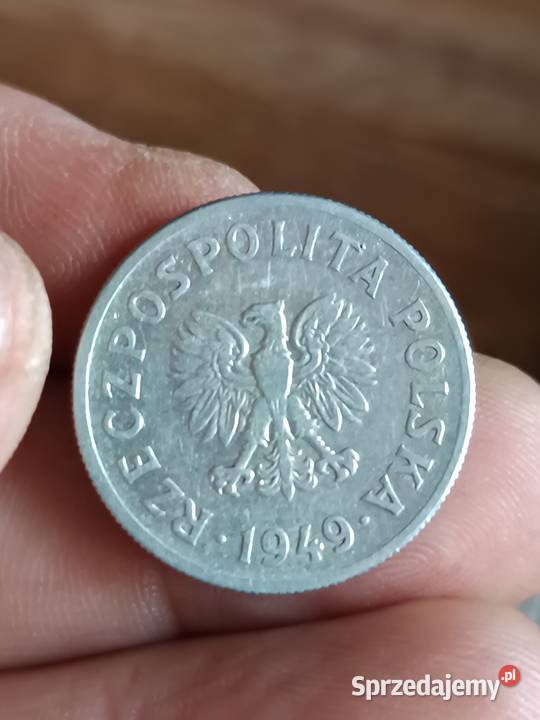 RZECZPOSPOLITA POLSKA
· 1949 ·
Sprzedajemy.pl